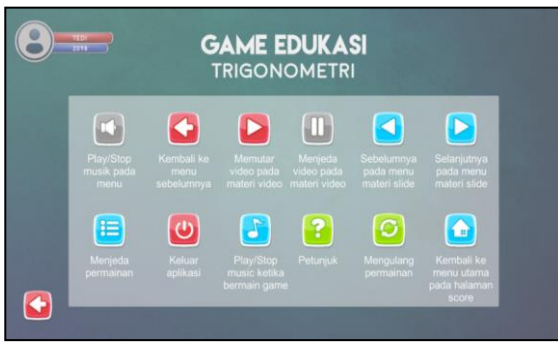 TEDI
2098
GAME EDUKASI
TRIGONOMETRI
Play/Stop
musik pada
menu
Kembali ke
menu
sebelumnya
Memutar
video pada
materi video
Menjeda
video pada
materi video
Sebelumnya
pada menu
materi slide
Selanjutnya
pada menu
materi slide
Menjeda
permainan
Keluar
aplikasi
Play/Stop
music ketika
bermain game
?
Petunjuk
Mengulang
permainan
Kembali ke
menu utama
pada halaman
score